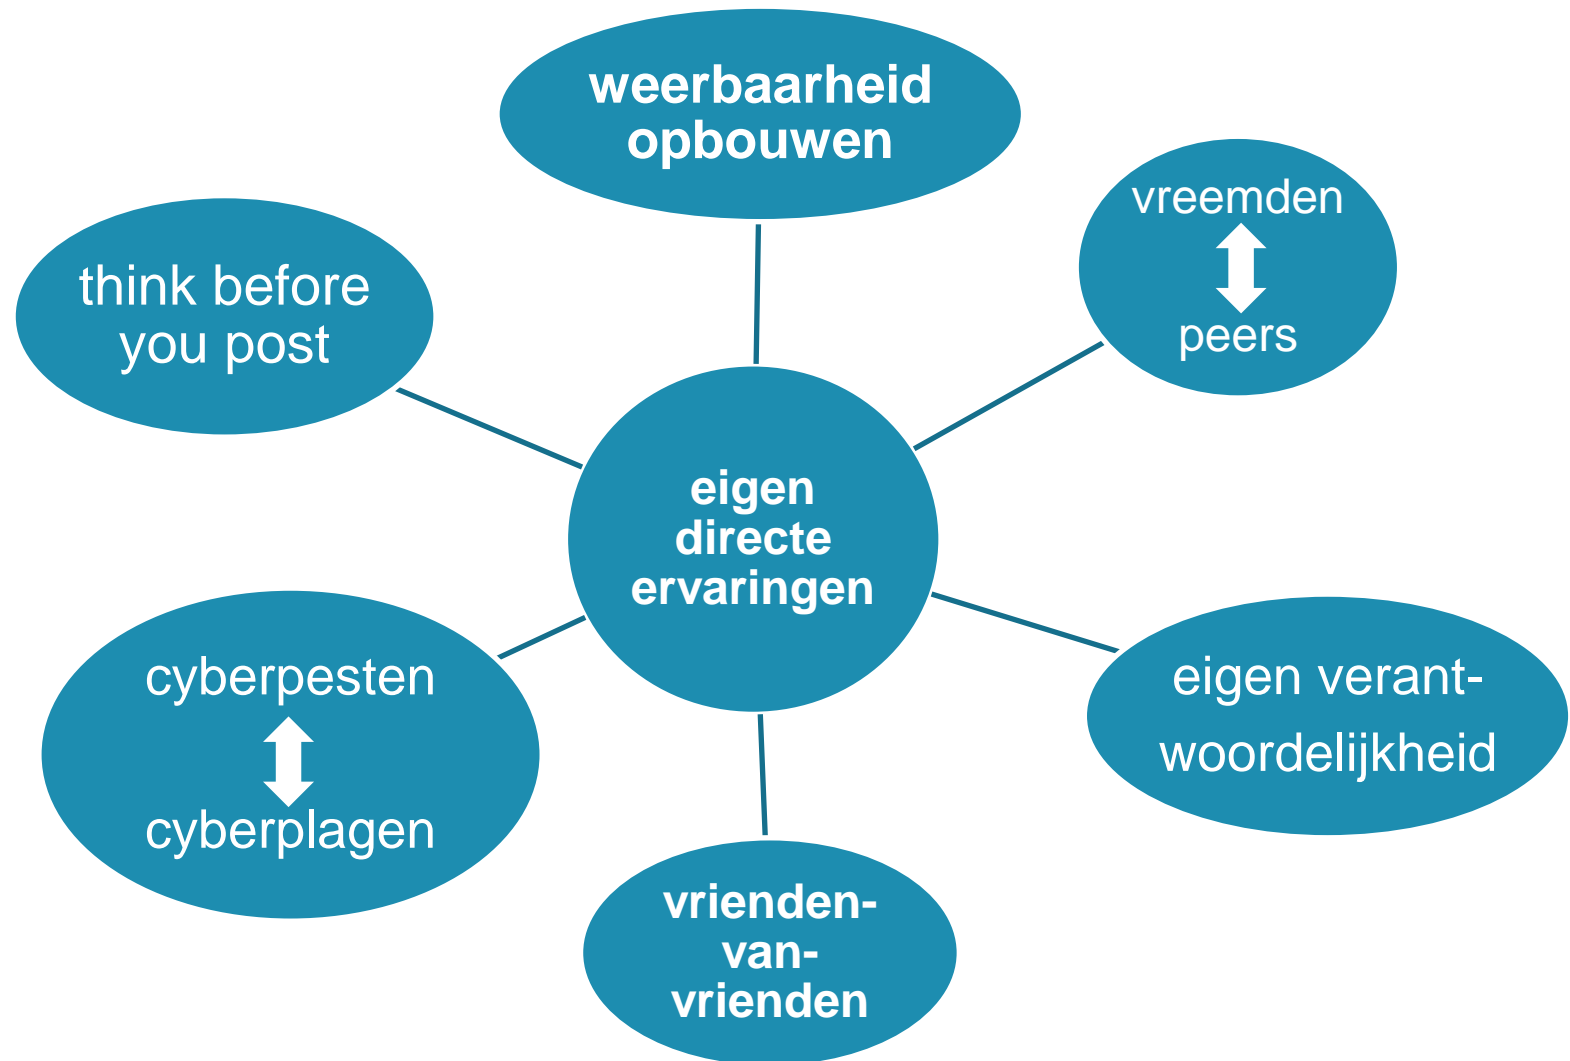 weerbaarheid
opbouwen
vreemden
peers
think before
you post
eigen
directe
ervaringen
cyberpesten
cyberplagen
eigen verant-
woordelijkheid
vrienden-
van-
vrienden